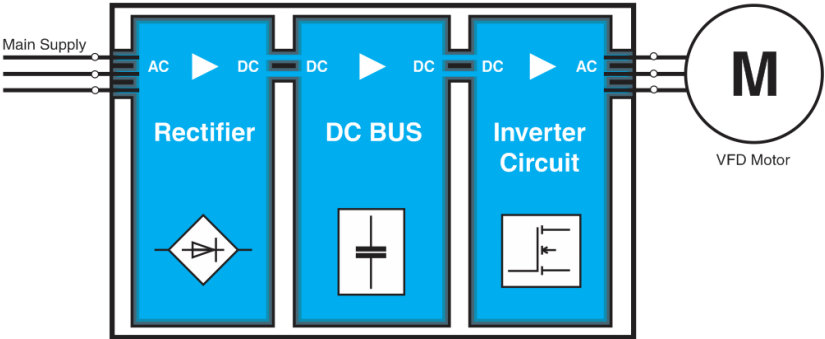 Main Supply
AC DC DC DC DC AC
Rectifier
DC BUS
Inverter
Circuit
M
VFD Motor